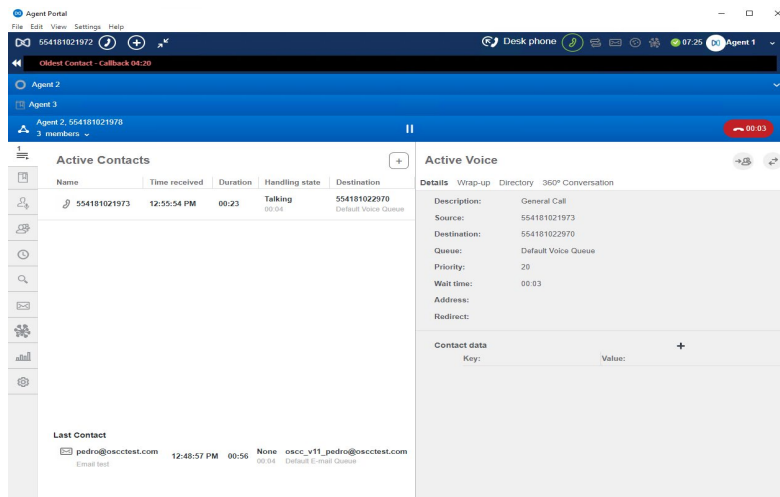 Agent Portal
File Edit View Settings Help
554181021972 Desk phone 07:25 Agent 1
Oldest Contact - Callback 04:20
Agent 2
Agent 3
Agent 2, 554181021978
3 members
00:03
1
Active Contacts
Name Time received Duration Handling state Destination
554181021973 12:55:54 PM 00:23 Talking 554181022970
00:04 Default Voice Queue
Last Contact
pedro@oscctest.com 12:48:57 PM 00:56 None oscc_v11_pedro@oscctest.com
Email test 00:04 Default E-mail Queue
Active Voice
Details Wrap-up Directory 360° Conversation
Description: General Call
Source: 554181021973
Destination: 554181022970
Queue: Default Voice Queue
Priority: 20
Wait time: 00:03
Address:
Redirect:
Contact data
Key: Value: